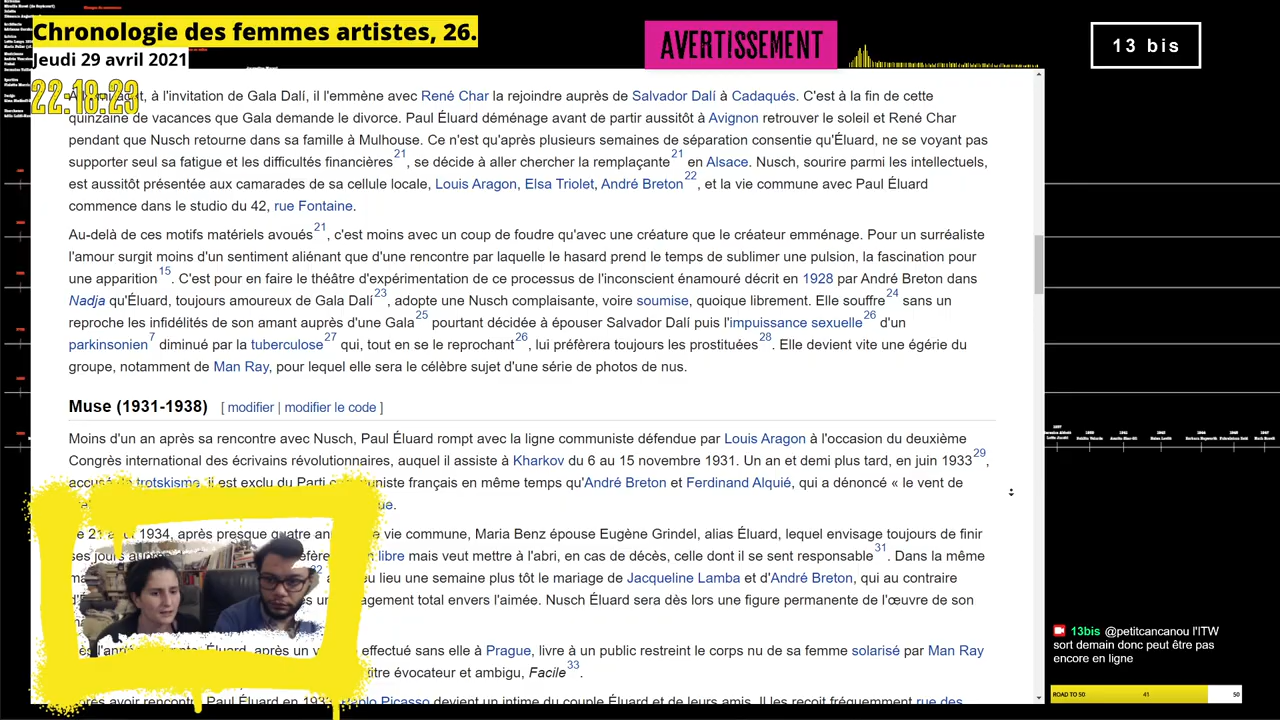 Chronologie des femmes artistes, 26.
Jeudi 29 avril 2021
22.18.23
AVERTISSEMENT
13 bis
à l'invitation de Gala Dalí, il l'emmène avec René Char la rejoindre auprès de Salvador Dalí à Cadaqués. C'est à la fin de cette
quinzaine de vacances que Gala demande le divorce. Paul Éluard déménage avant de partir aussitôt à Avignon retrouver le soleil et René Char
pendant que Nusch retourne dans sa famille à Mulhouse. Ce n'est qu'après plusieurs semaines de séparation consentie qu'Éluard, ne se voyant pas
supporter seul sa fatigue et les difficultés financières21, se décide à aller chercher la remplaçante21 en Alsace. Nusch, sourire parmi les intellectuels,
est aussitôt présentée aux camarades de sa cellule locale, Louis Aragon, Elsa Triolet, André Breton22, et la vie commune avec Paul Éluard
commence dans le studio du 42, rue Fontaine.
Au-delà de ces motifs matériels avoués21, c'est moins avec un coup de foudre qu'avec une créature que le créateur emménage. Pour un surréaliste
l'amour surgit moins d'un sentiment aliénant que d'une rencontre par laquelle le hasard prend le temps de sublimer une pulsion, la fascination pour
une apparition15. C'est pour en faire le théâtre d'expérimentation de ce processus de l'inconscient énamouré décrit en 1928 par André Breton dans
Nadja qu'Éluard, toujours amoureux de Gala Dalí23, adopte une Nusch complaisante, voire soumise, quoique librement. Elle souffre24 sans un
reproche les infidélités de son amant auprès d'une Gala25 pourtant décidée à épouser Salvador Dalí puis l'impuissance sexuelle26 d'un
parkinsonien7 diminué par la tuberculose27 qui, tout en se le reprochant26, lui préfèrera toujours les prostituées28. Elle devient vite une égérie du
groupe, notamment de Man Ray, pour lequel elle sera le célèbre sujet d'une série de photos de nus.
Muse (1931-1938) [ modifier | modifier le code ]
Moins d'un an après sa rencontre avec Nusch, Paul Éluard rompt avec la ligne communiste défendue par Louis Aragon à l'occasion du deuxième
Congrès international des écrivains révolutionnaires, auquel il assiste à Kharkov du 6 au 15 novembre 1931. Un an et demi plus tard, en juin 193329,
accusé de trotskisme, il est exclu du Parti communiste français en même temps qu'André Breton et Ferdinand Alquié, qui a dénoncé « le vent de
1934, après presque quatre ans de vie commune, Maria Benz épouse Eugène Grindel, alias Éluard, lequel envisage toujours de finir
ses jours libre mais veut mettre à l'abri, en cas de décès, celle dont il se sent responsable31. Dans la même
32 lieu une semaine plus tôt le mariage de Jacqueline Lamba et d'André Breton, qui au contraire
total envers l'aimée. Nusch Éluard sera dès lors une figure permanente de l'œuvre de son
Éluard, après un effectué sans elle à Prague, livre à un public restreint le corps nu de sa femme solarisé par Man Ray
titre évocateur et ambigu, Facile33.
Après avoir rencontré Paul Éluard en 193 Pablo Picasso devient un intime du couple Éluard et de leurs amis. Il les reçoit fréquemment rue des
13bis @petitcancanou l'ITW
sort demain donc peut être pas
encore en ligne
ROAD TO 50 41 50